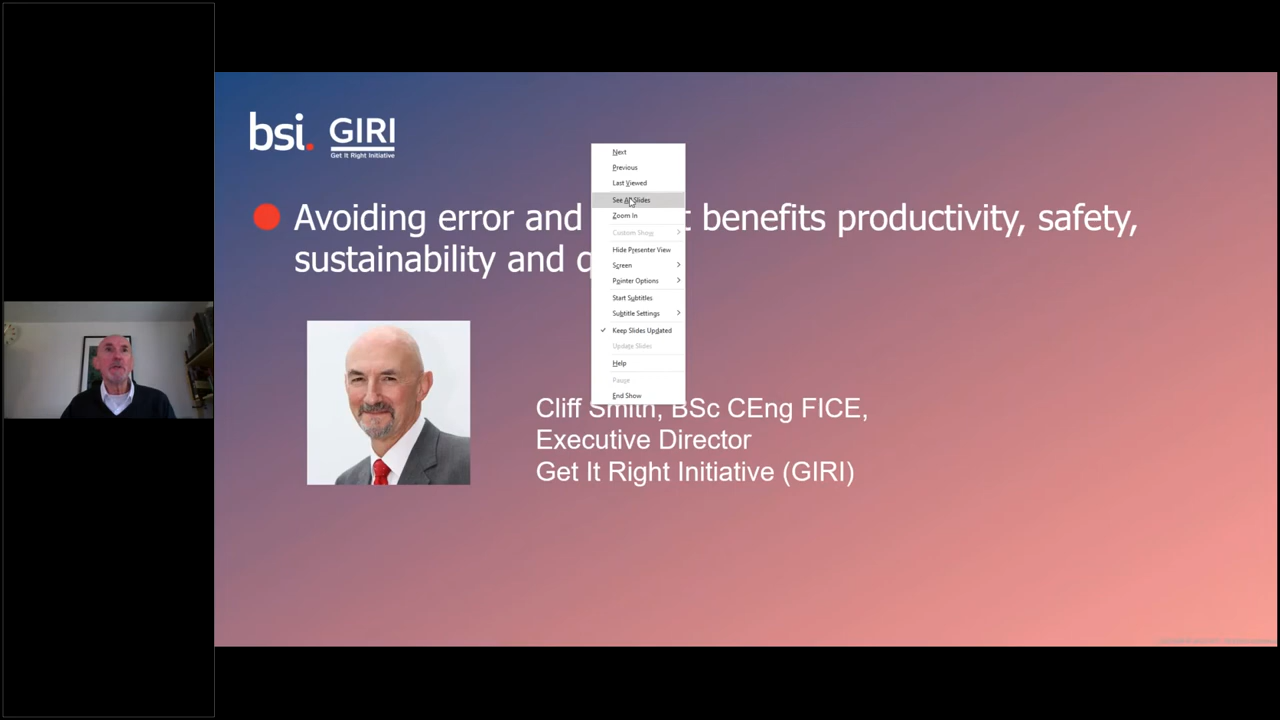 bsi. GIRI
Get It Right Initiative
Avoiding error and benefits productivity, safety,
sustainability and
Next
Previous
Last Viewed
See All Slides
Zoom In
Custom Show
Hide Presenter View
Screen
Pointer Options
Start Subtitles
Subtitle Settings
Keep Slides Updated
Update Slides
Help
Pause
End Show
Cliff Smith, BSc CEng FICE,
Executive Director
Get It Right Initiative (GIRI)